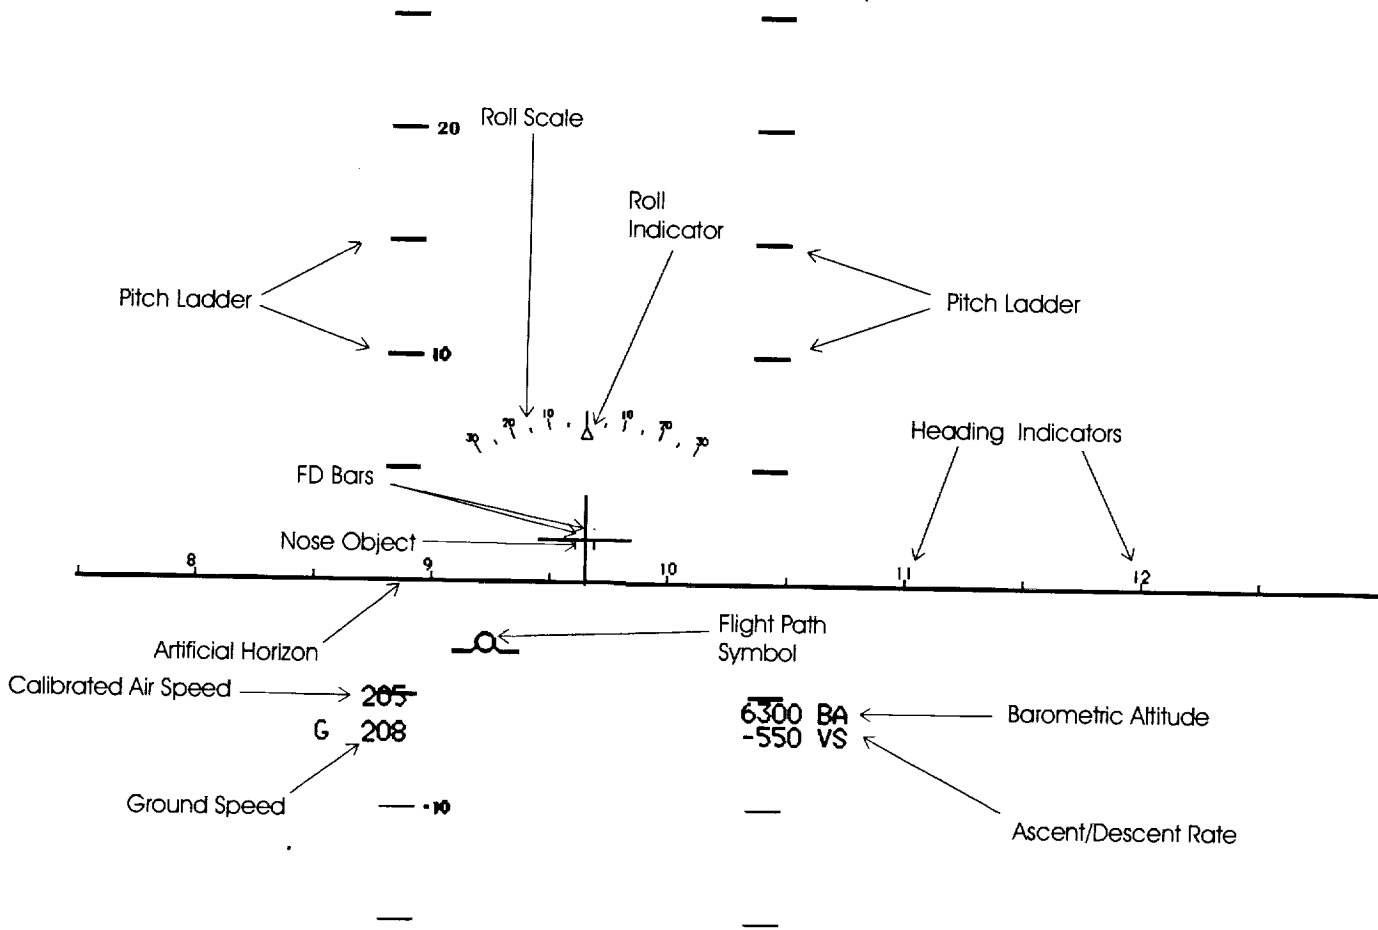 20
Roll Scale
Roll
Indicator
Pitch Ladder
Pitch Ladder
10
30 20 10 10 20 30
Heading Indicators
FD Bars
Nose Object
8 9 10 11 12
Artificial Horizon
Flight Path
Symbol
Calibrated Air Speed
205
6300 BA
Barometric Altitude
G 208
-550 VS
Ground Speed
-10
Ascent/Descent Rate